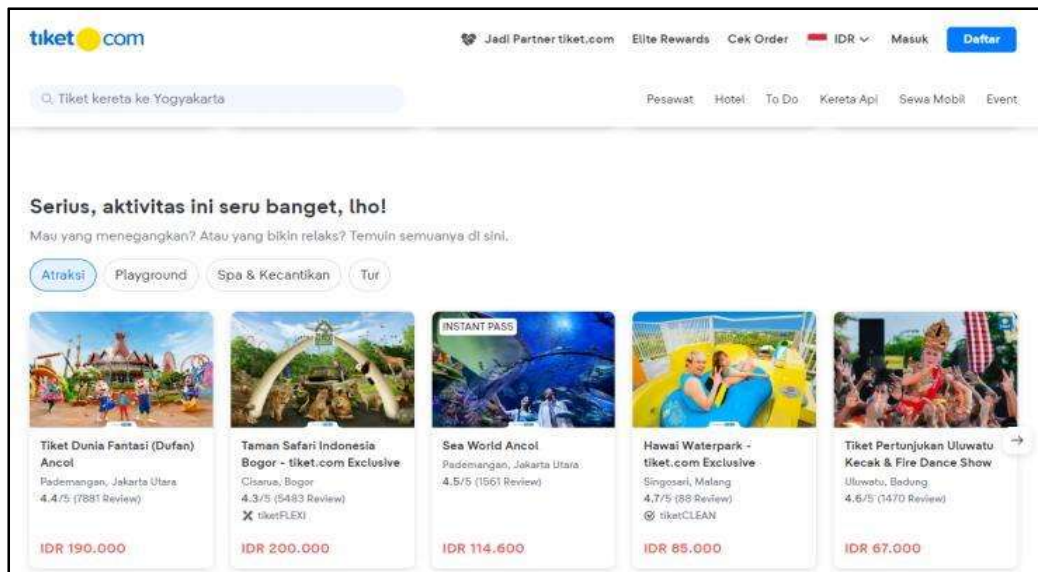 tiket com
Jadi Partner tiket.com Elite Rewards Cek Order IDR Masuk Daftar
Tiket kereta ke Yogyakarta
Pesawat Hotel To Do Kereta Api Sewa Mobil Event
Serius, aktivitas ini seru banget, lho!
Mau yang menegangkan? Atau yang bikin relaks? Temuin semuanya di sini.
Atraksi Playground Spa & Kecantikan Tur
INSTANT PASS
Tiket Dunia Fantasi (Dufan)
Ancol
Pademangan, Jakarta Utara
4.4/5 (7881 Review)
IDR 190.000
Taman Safari Indonesia
Bogor - tiket.com Exclusive
Cisarua, Bogor
4.3/5 (5483 Review)
tiketFLEXI
IDR 200.000
Sea World Ancol
Pademangan, Jakarta Utara
4.5/5 (1561 Review)
IDR 114.600
Hawai Waterpark -
tiket.com Exclusive
Singosari, Malang
4.7/5 (88 Review)
tiketCLEAN
IDR 85.000
Tiket Pertunjukan Uluwatu
Kecak & Fire Dance Show
Uluwatu, Badung
4.6/5 (1470 Review)
IDR 67.000